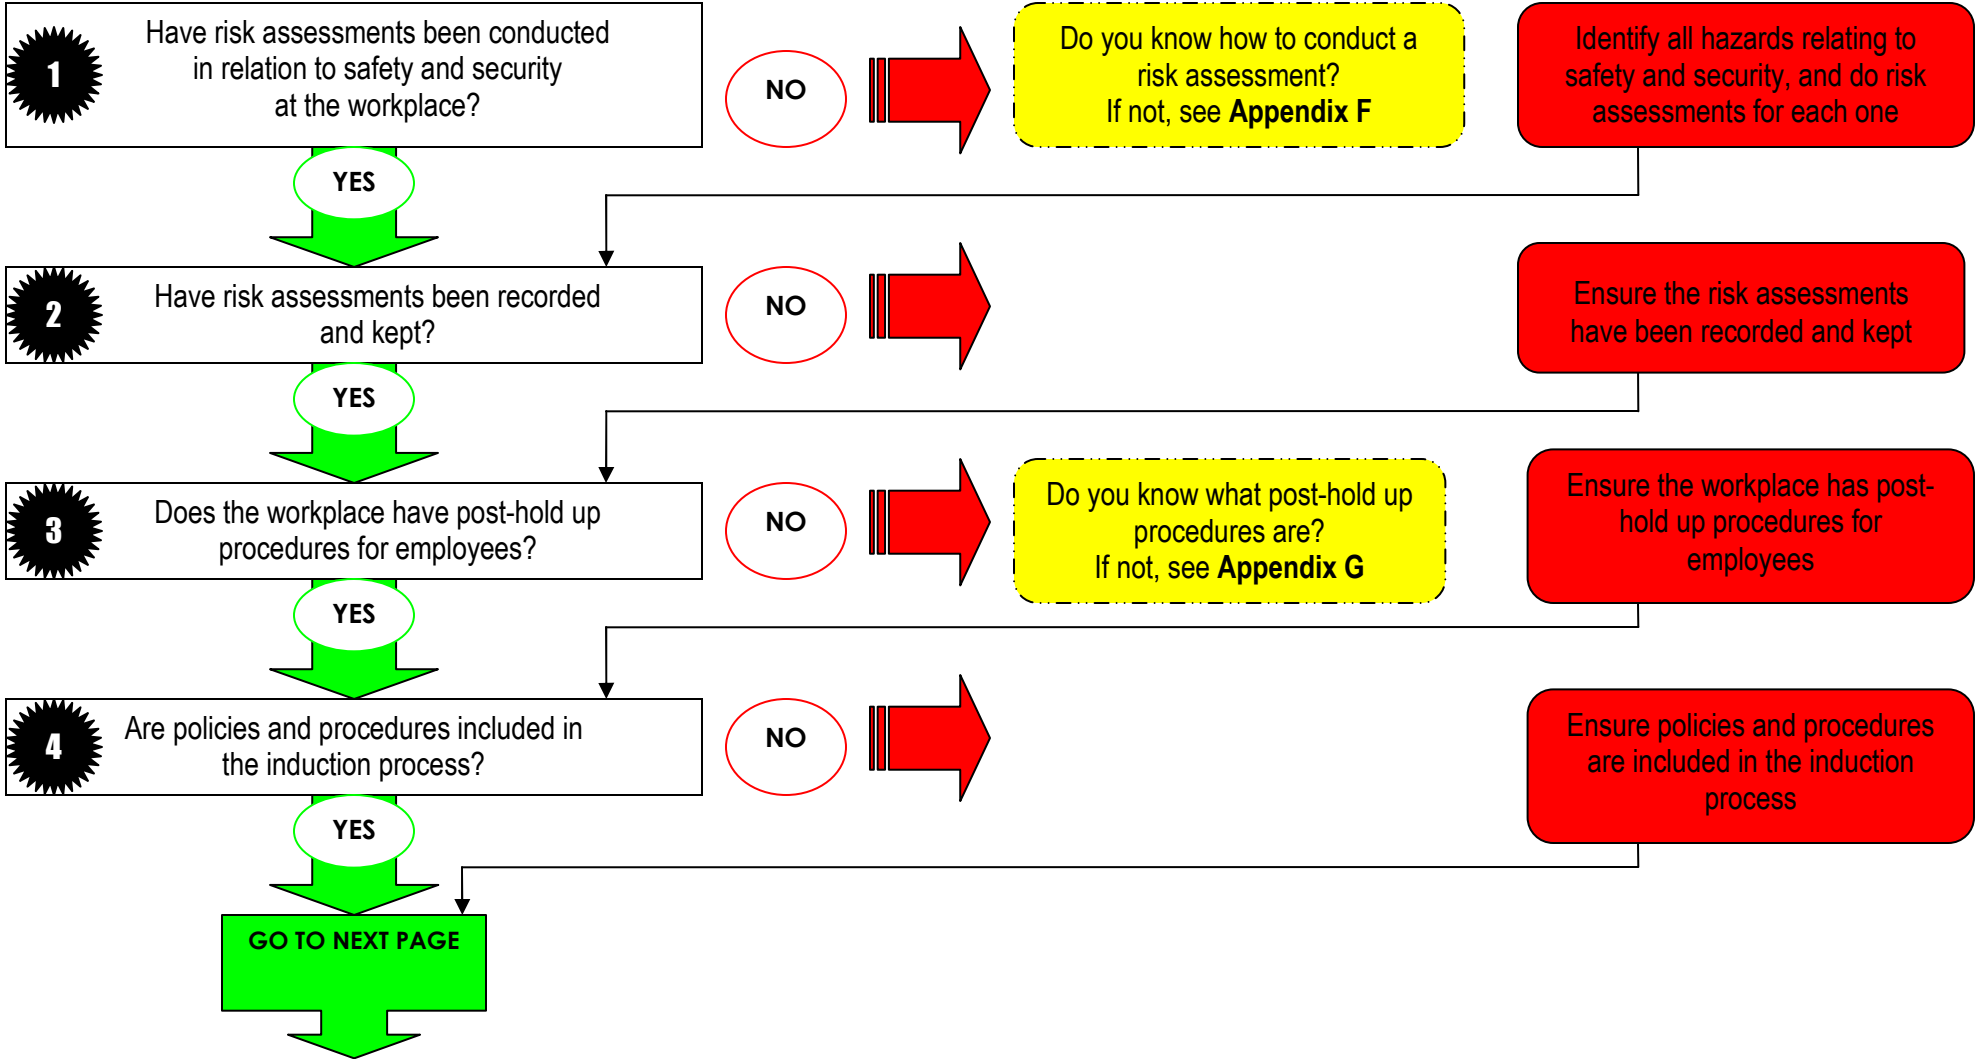 1
Have risk assessments been conducted
in relation to safety and security
at the workplace?
NO
Do you know how to conduct a
risk assessment?
If not, see Appendix F
Identify all hazards relating to
safety and security, and do risk
assessments for each one
YES
2
Have risk assessments been recorded
and kept?
NO
Ensure the risk assessments
have been recorded and kept
YES
3
Does the workplace have post-hold up
procedures for employees?
NO
Do you know what post-hold up
procedures are?
If not, see Appendix G
Ensure the workplace has post-
hold up procedures for
employees
YES
4
Are policies and procedures included in
the induction process?
NO
Ensure policies and procedures
are included in the induction
process
YES
GO TO NEXT PAGE